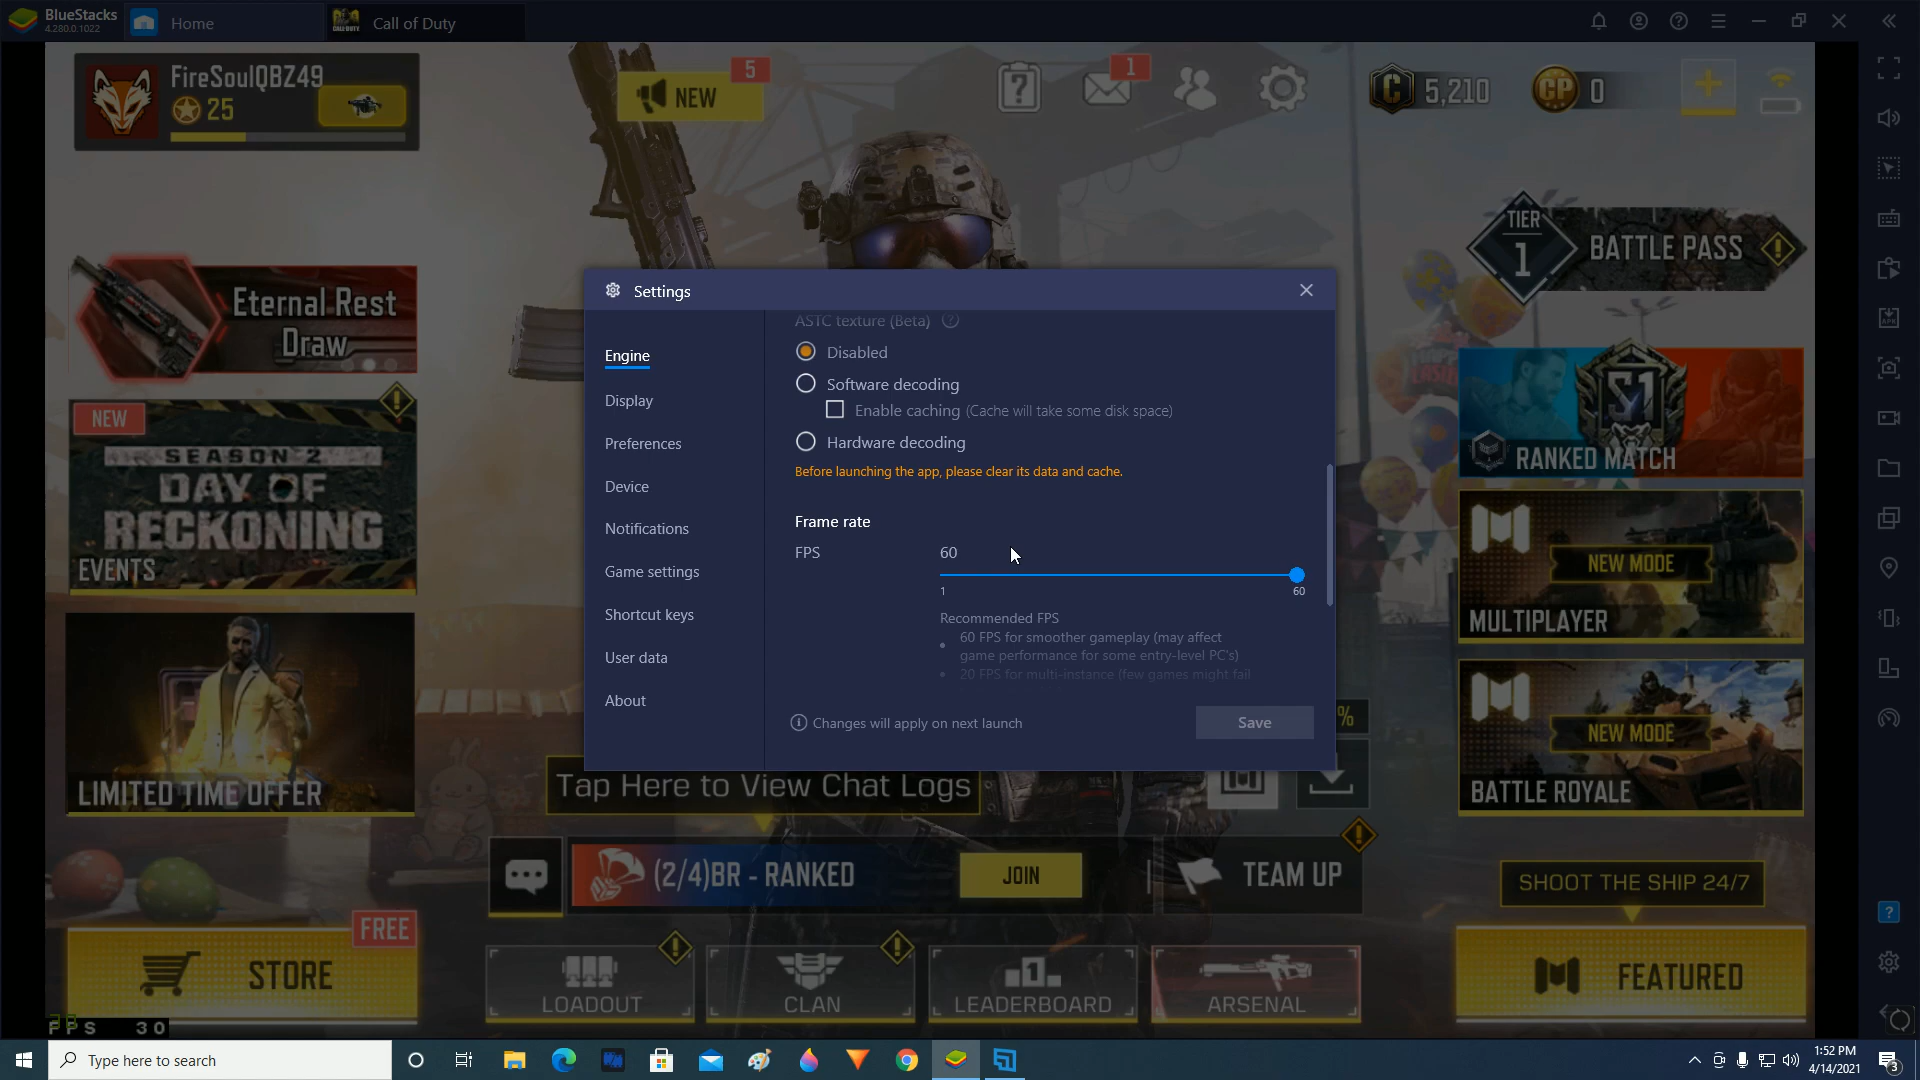 BlueStacks
4.280.0.1022
Home
Call of Duty
FireSoulQBZ49
25
NEW
5
1
5,210
CP
0
Eternal Rest
Draw
NEW
SEASON 2
DAY OF
RECKONING
EVENTS
LIMITED TIME OFFER
FREE
STORE
FPS 30
TIER
1
BATTLE PASS
S1
RANKED MATCH
NEW MODE
MULTIPLAYER
NEW MODE
BATTLE ROYALE
SHOOT THE SHIP 24/7
FEATURED
Settings
Engine
Display
Preferences
Device
Notifications
Game settings
Shortcut keys
User data
About
ASTC texture (Beta)
Disabled
Software decoding
Enable caching (Cache will take some disk space)
Hardware decoding
Before launching the app, please clear its data and cache.
Frame rate
FPS 60
1 60
Recommended FPS
• 60 FPS for smoother gameplay (may affect
game performance for some entry-level PC's)
• 20 FPS for multi-instance (few games might fail
Changes will apply on next launch
Save
%
Tap Here to View Chat Logs
(2/4)BR - RANKED
JOIN
TEAM UP
LOADOUT
CLAN
1
LEADERBOARD
ARSENAL
Type here to search
1:52 PM
4/14/2021
3